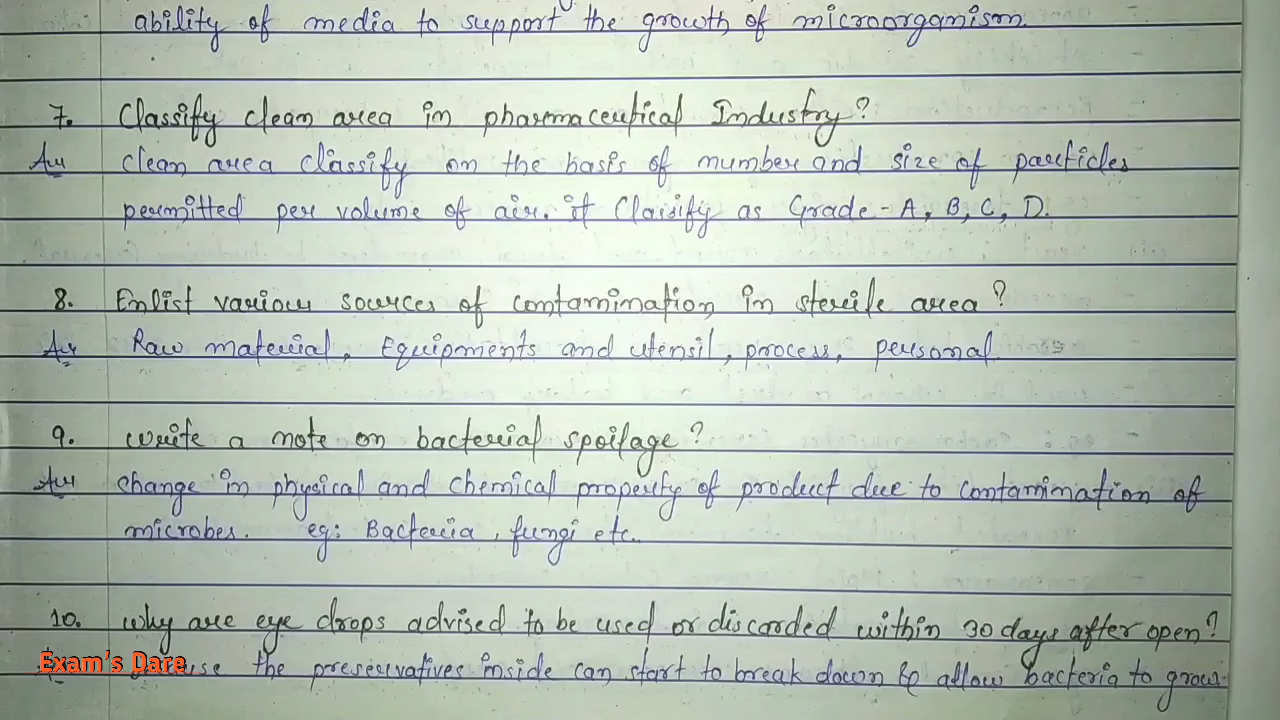 ability of media to support the growth of microorganism.
7. Classify clean area in pharmaceutical Industry?
Ans clean area classify on the basis of number and size of particles
permitted per volume of air. it Classify as Grade - A, B, C, D.
8. Enlist various sources of contamination in sterile area?
Ans Raw material, Equipments and utensil, process, personal
9. write a note on bacterial spoilage?
Ans change in physical and chemical property of product due to contamination of
microbes. eg: Bacteria, fungi etc.
10. why are eye drops advised to be used or discarded within 30 days after open?
Exam's Dare
the preservatives inside can start to break down & allow bacteria to grow.